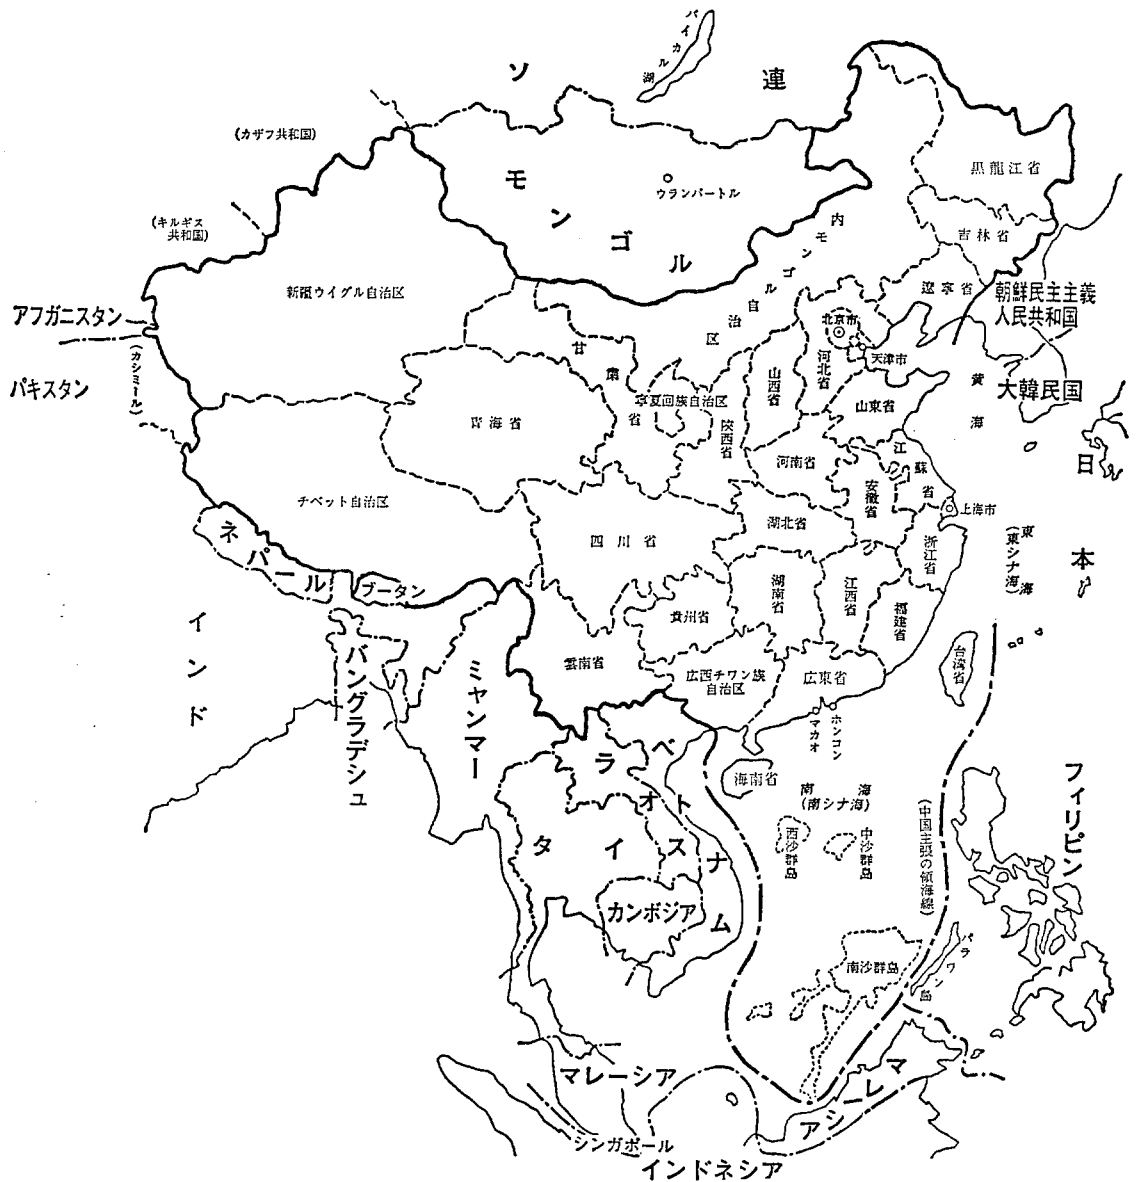 バイカル湖
ソ連
(カザフ共和国)
モンゴル
ウランバートル
黒龍江省
(キルギス
共和国)
内モンゴル自治区
吉林省
新疆ウイグル自治区
遼寧省
朝鮮民主主義
人民共和国
アフガニスタン
北京市
天津市
甘粛省
河北省
山西省
(カシミール)
パキスタン
黄海
大韓民国
寧夏回族自治区
山東省
青海省
陝西省
河南省
江蘇省
日本
チベット自治区
安徽省
上海市
湖北省
四川省
浙江省
東海
(東シナ海)
ネパール
ブータン
湖南省
江西省
貴州省
福建省
インド
バングラデシュ
ミャンマー
雲南省
広西チワン族
自治区
広東省
台湾省
マカオ
ホンコン
ラオス
ベトナム
海南省
南海
(南シナ海)
フィリピン
西沙群島
中沙群島
(中国主張の領海線)
タイ
カンボジア
南沙群島
パラワン島
マレーシア
マレーシア
シンガポール
インドネシア